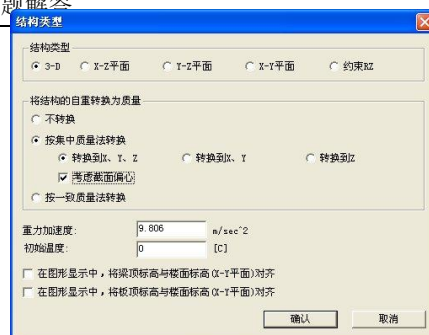 题解答
结构类型
结构类型
3-D X-Z平面 Y-Z平面 X-Y平面 约束RZ
将结构的自重转换为质量
不转换
按集中质量法转换
转换到X、Y、Z 转换到X、Y 转换到Z
考虑截面偏心
按一致质量法转换
重力加速度: 9.806 m/sec^2
初始温度: 0 [C]
在图形显示中，将梁顶标高与楼面标高(X-Y平面)对齐
在图形显示中，将板顶标高与楼面标高(X-Y平面)对齐
确认 取消